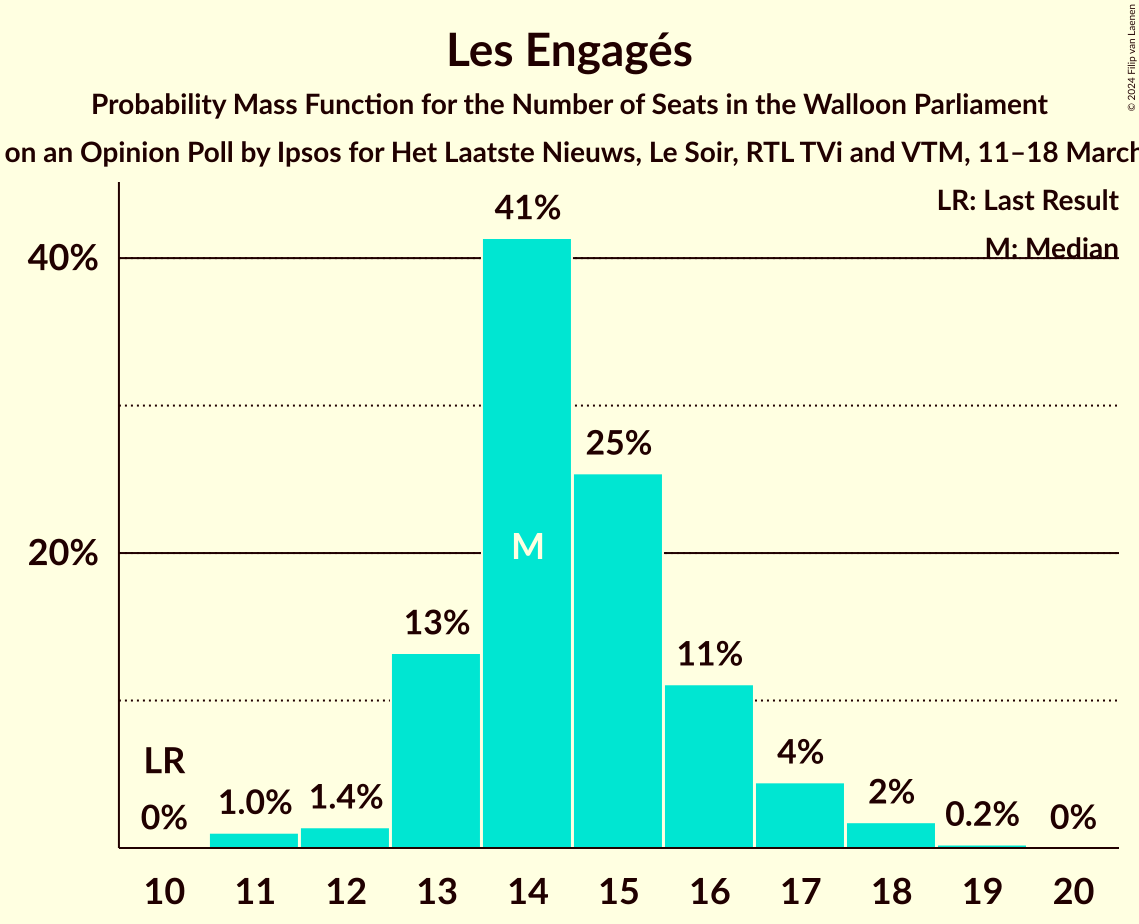 Les Engagés
Probability Mass Function for the Number of Seats in the Walloon Parliament
on an Opinion Poll by Ipsos for Het Laatste Nieuws, Le Soir, RTL TVi and VTM, 11–18 March
© 2024 Filip van Laenen
LR: Last Result
M: Median
41%
40%
25%
M
20%
13%
11%
LR
4%
0%
1.0%
1.4%
2%
0.2%
0%
10 11 12 13 14 15 16 17 18 19 20